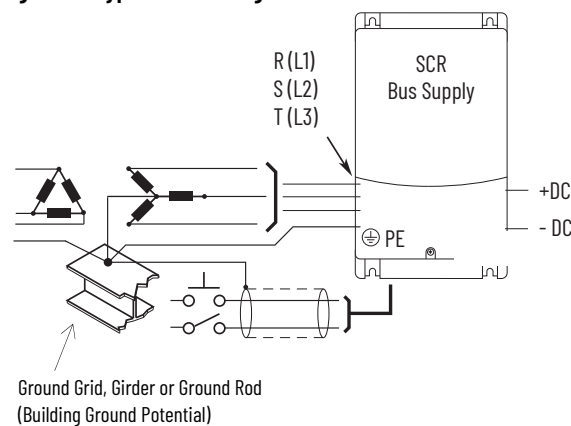 R (L1)
S (L2)
T (L3)
SCR
Bus Supply
+DC
- DC
PE
Ground Grid, Girder or Ground Rod
(Building Ground Potential)